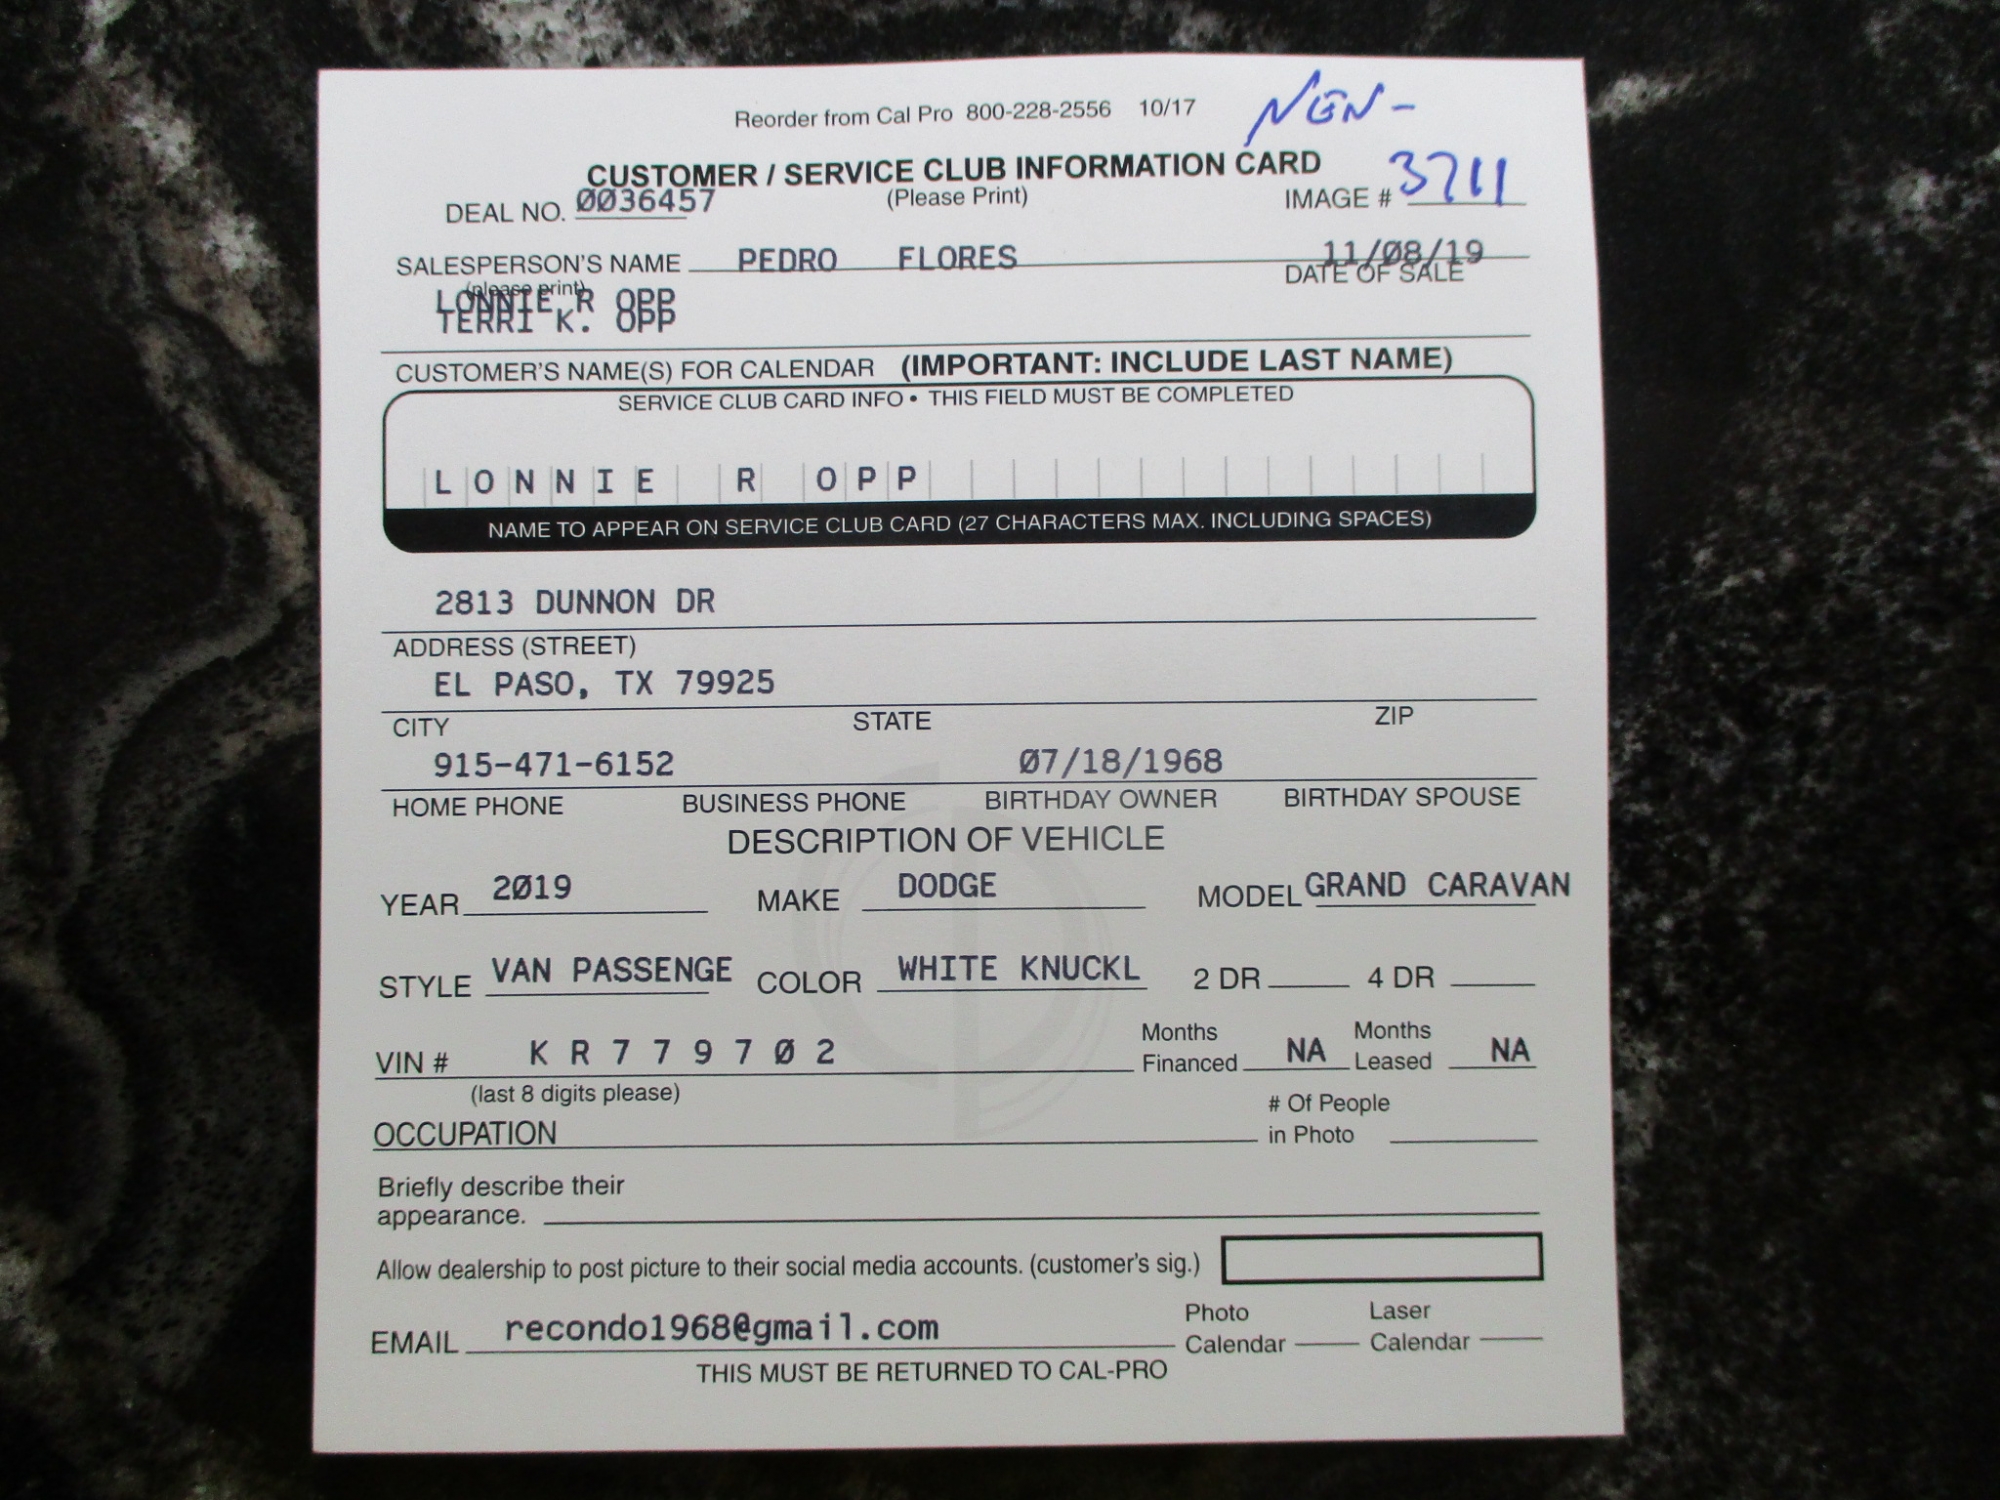 Reorder from Cal Pro 800-228-2556 10/17 NGN-
CUSTOMER / SERVICE CLUB INFORMATION CARD
DEAL NO. 0036457 (Please Print) IMAGE # 3711
SALESPERSON'S NAME PEDRO FLORES 11/08/19
(please print) DATE OF SALE
LONNIE R OPP
TERRI K. OPP
CUSTOMER'S NAME(S) FOR CALENDAR (IMPORTANT: INCLUDE LAST NAME)
SERVICE CLUB CARD INFO • THIS FIELD MUST BE COMPLETED
LONNIE R OPP
NAME TO APPEAR ON SERVICE CLUB CARD (27 CHARACTERS MAX. INCLUDING SPACES)
2813 DUNNON DR
ADDRESS (STREET)
EL PASO, TX 79925
CITY STATE ZIP
915-471-6152 07/18/1968
HOME PHONE BUSINESS PHONE BIRTHDAY OWNER BIRTHDAY SPOUSE
DESCRIPTION OF VEHICLE
YEAR 2019 MAKE DODGE MODEL GRAND CARAVAN
STYLE VAN PASSENGE COLOR WHITE KNUCKL 2 DR 4 DR
VIN # K R 7 7 9 7 0 2 Months Financed NA Months Leased NA
(last 8 digits please)
OCCUPATION # Of People in Photo
Briefly describe their
appearance.
Allow dealership to post picture to their social media accounts. (customer's sig.)
EMAIL recondo1968@gmail.com Photo Calendar Laser Calendar
THIS MUST BE RETURNED TO CAL-PRO